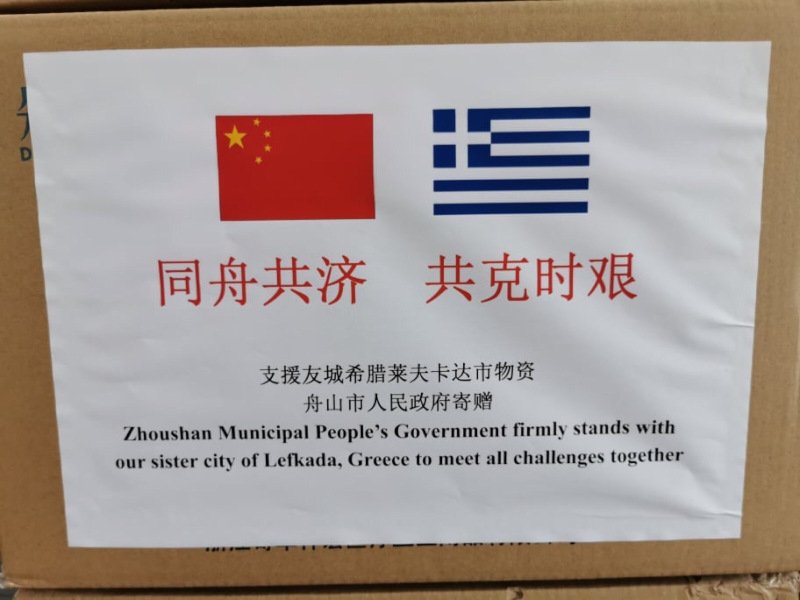 同舟共济 共克时艰
支援友城希腊莱夫卡达市物资
舟山市人民政府寄赠
Zhoushan Municipal People's Government firmly stands with
our sister city of Lefkada, Greece to meet all challenges together